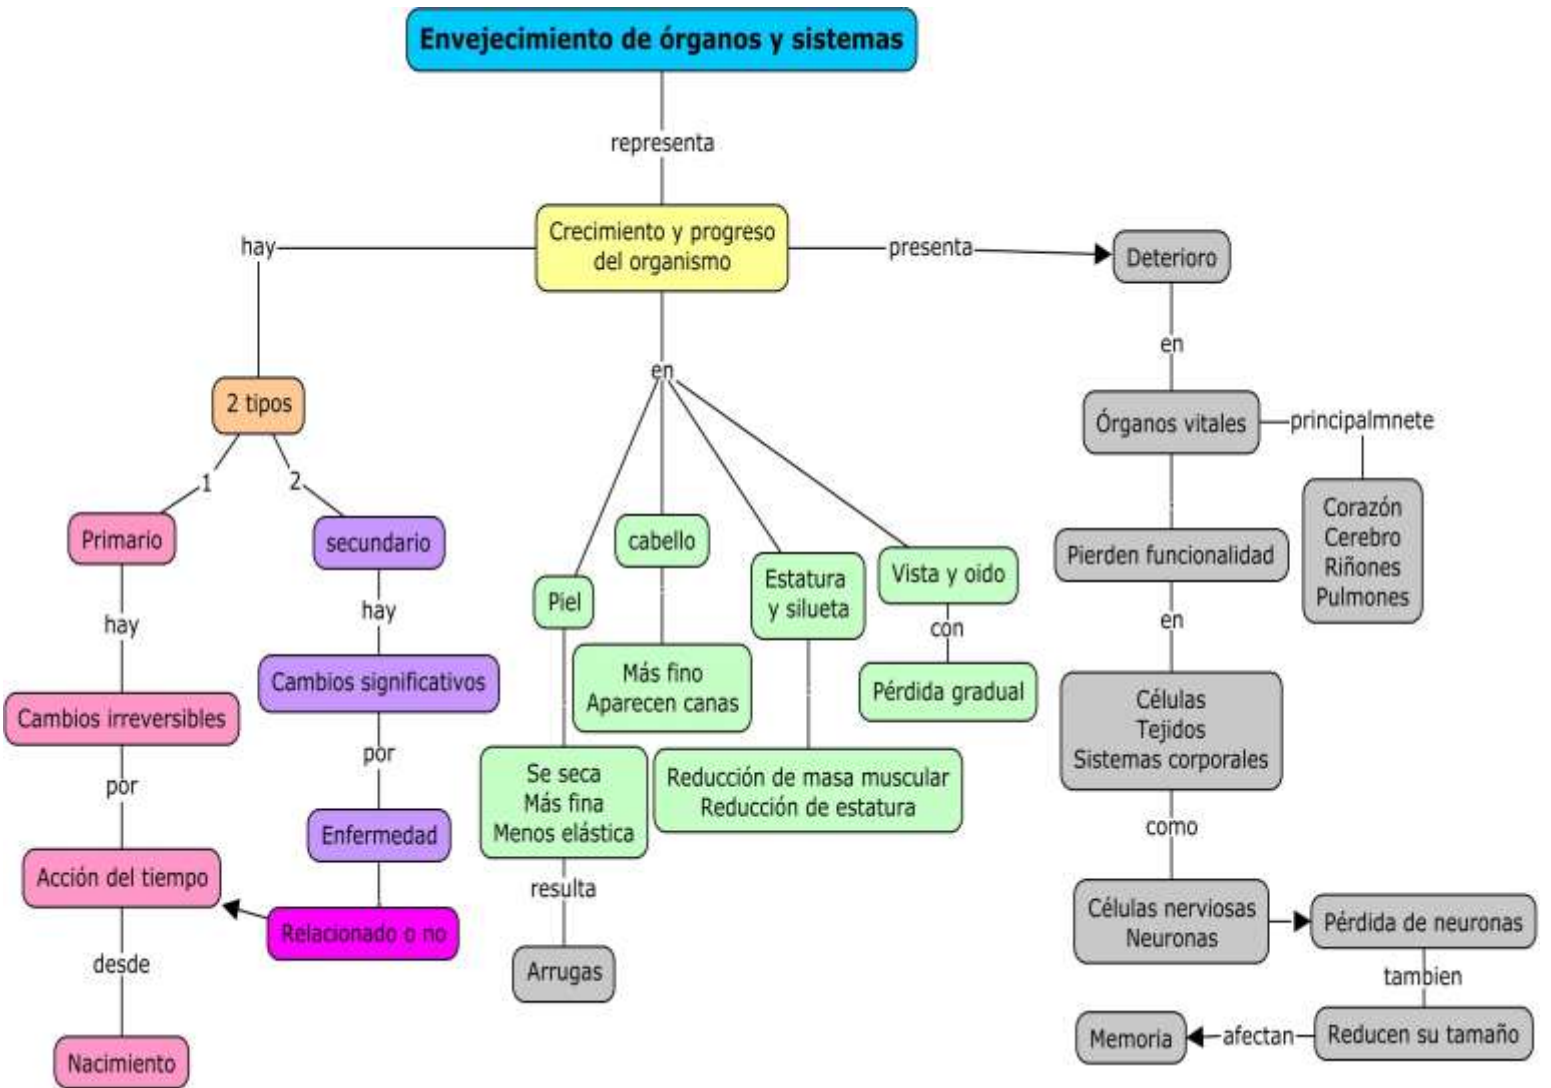 Envejecimiento de órganos y sistemas
representa
Crecimiento y progreso
del organismo
hay
2 tipos
1
Primario
hay
Cambios irreversibles
por
Acción del tiempo
desde
Nacimiento
2
secundario
hay
Cambios significativos
por
Enfermedad
Relacionado o no
en
Piel
Se seca
Más fina
Menos elástica
resulta
Arrugas
cabello
Más fino
Aparecen canas
Estatura
y silueta
Reducción de masa muscular
Reducción de estatura
Vista y oido
con
Pérdida gradual
presenta
Deterioro
en
Órganos vitales
principalmnete
Corazón
Cerebro
Riñones
Pulmones
Pierden funcionalidad
en
Células
Tejidos
Sistemas corporales
como
Células nerviosas
Neuronas
Pérdida de neuronas
tambien
Reducen su tamaño
afectan
Memoria